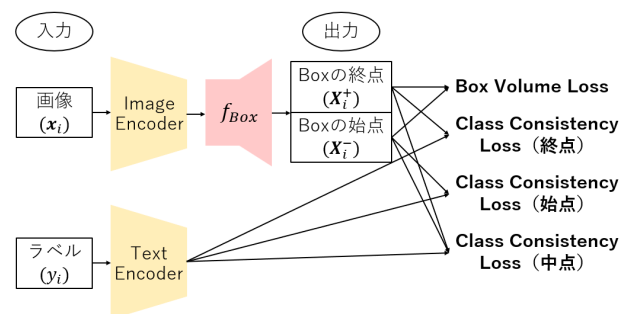 入力
出力
画像
(𝒙ᵢ)
Image
Encoder
f_Box
Boxの終点
(𝑿ᵢ⁺)
Boxの始点
(𝑿ᵢ⁻)
Box Volume Loss
Class Consistency
Loss（終点）
Class Consistency
Loss（始点）
Class Consistency
Loss（中点）
ラベル
(yᵢ)
Text
Encoder